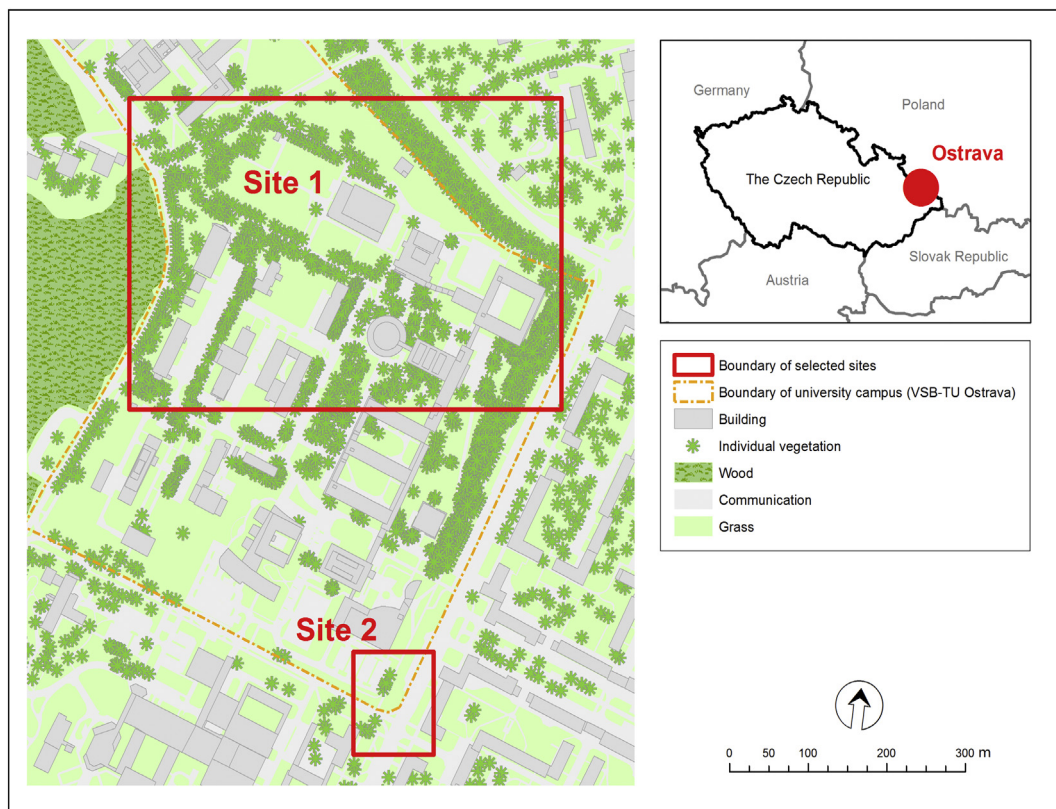 Site 1
Site 2
Germany
Poland
Ostrava
The Czech Republic
Slovak Republic
Austria
Boundary of selected sites
Boundary of university campus (VSB-TU Ostrava)
Building
Individual vegetation
Wood
Communication
Grass
0 50 100 200 300 m